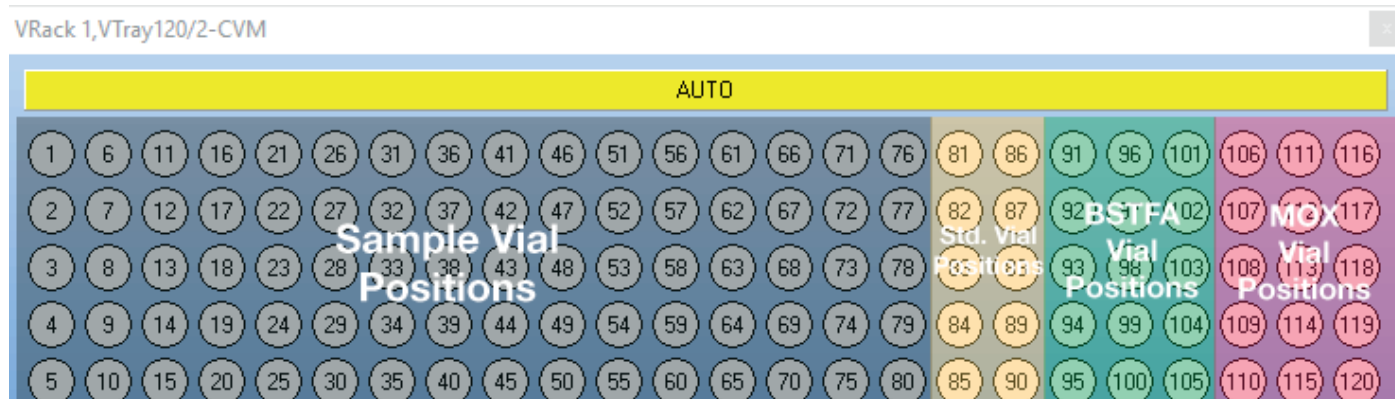 VRack 1,VTray120/2-CVM
x
AUTO
1 6 11 16 21 26 31 36 41 46 51 56 61 66 71 76 81 86 91 96 101 106 111 116
2 7 12 17 22 27 32 37 42 47 52 57 62 67 72 77 82 87 92 102 107 117
3 8 13 18 23 28 33 43 48 53 58 63 68 73 78 93 98 103 108 113 118
4 9 14 19 24 29 34 39 44 49 54 59 64 69 74 79 84 89 94 99 104 109 114 119
5 10 15 20 25 30 35 40 45 50 55 60 65 70 75 80 85 90 95 100 105 110 115 120
Sample Vial
Positions
Std. Vial
Positions
BSTFA
Vial
Positions
MOX
Vial
Positions